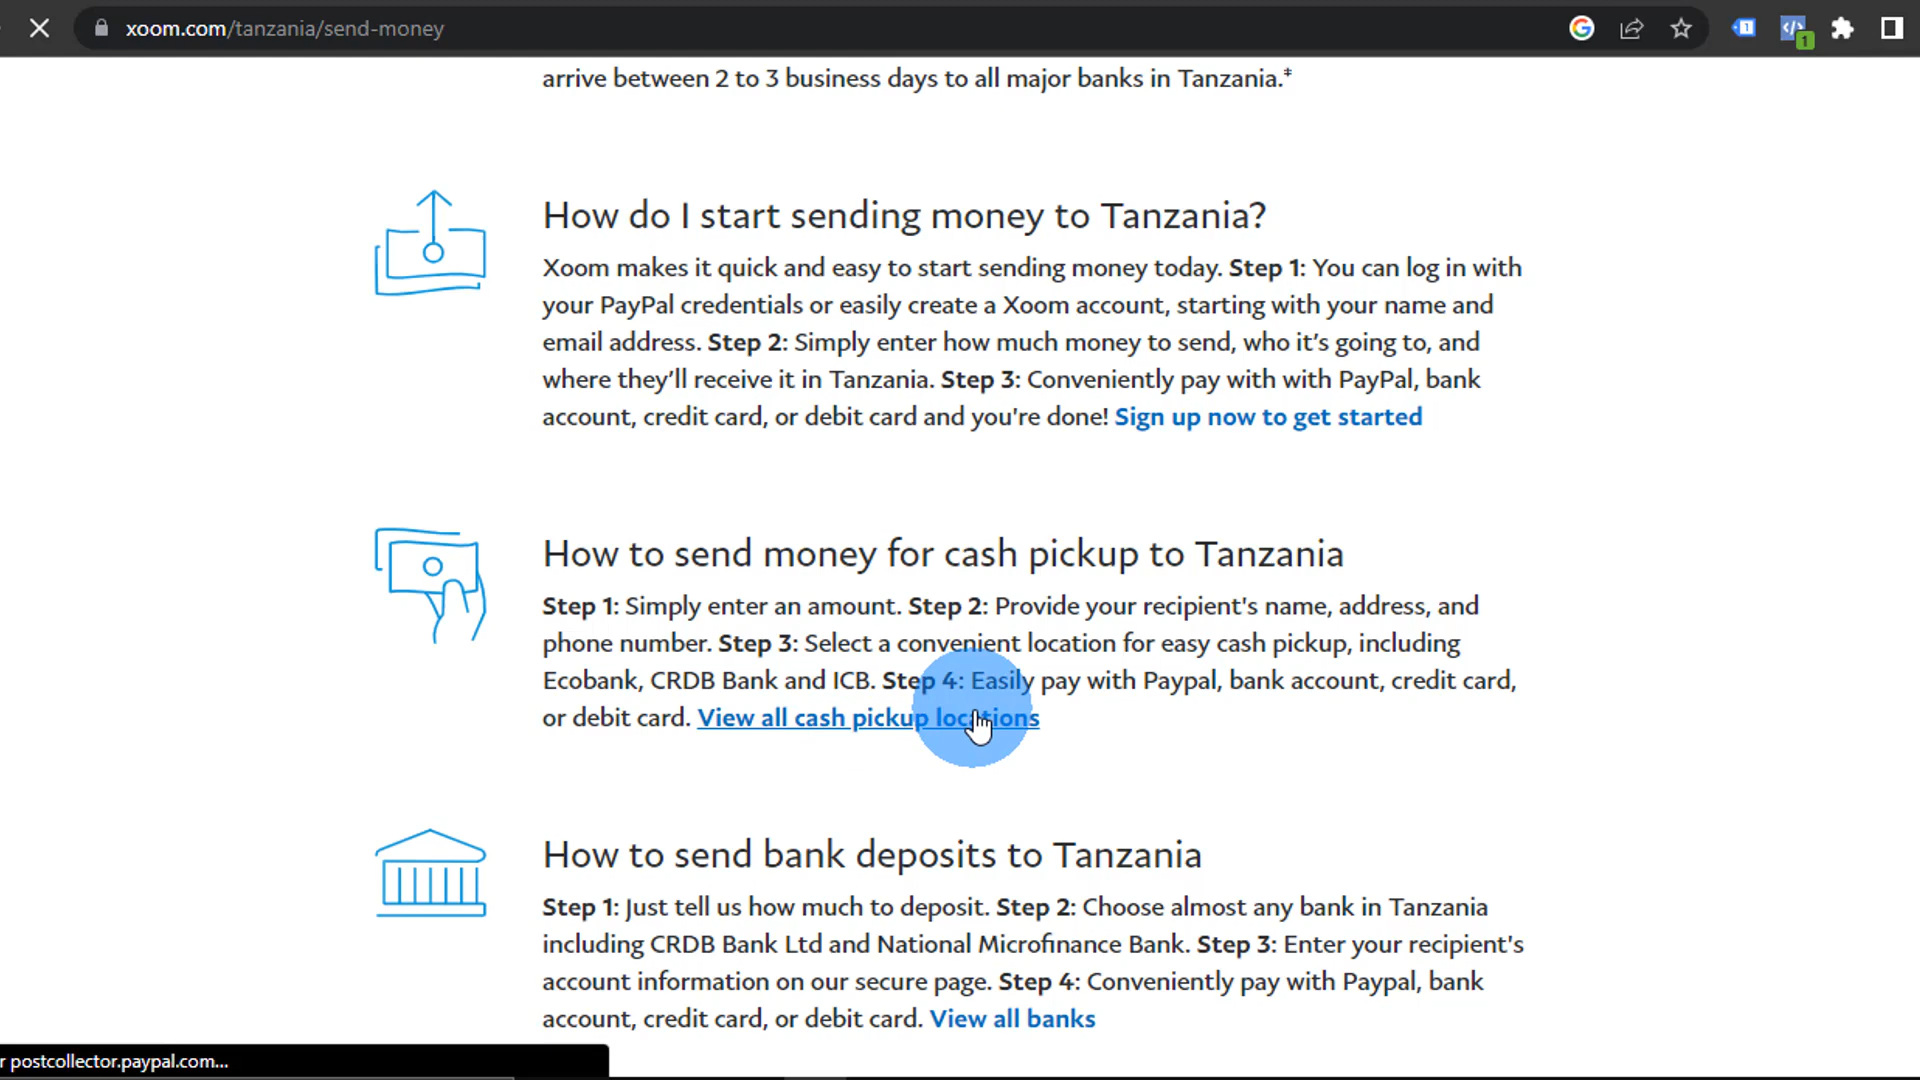 xoom.com/tanzania/send-money
1
1
arrive between 2 to 3 business days to all major banks in Tanzania.*
How do I start sending money to Tanzania?
Xoom makes it quick and easy to start sending money today. Step 1: You can log in with
your PayPal credentials or easily create a Xoom account, starting with your name and
email address. Step 2: Simply enter how much money to send, who it’s going to, and
where they’ll receive it in Tanzania. Step 3: Conveniently pay with with PayPal, bank
account, credit card, or debit card and you're done! Sign up now to get started
How to send money for cash pickup to Tanzania
Step 1: Simply enter an amount. Step 2: Provide your recipient's name, address, and
phone number. Step 3: Select a convenient location for easy cash pickup, including
Ecobank, CRDB Bank and ICB. Step 4: Easily pay with Paypal, bank account, credit card,
or debit card. View all cash pickup locations
How to send bank deposits to Tanzania
Step 1: Just tell us how much to deposit. Step 2: Choose almost any bank in Tanzania
including CRDB Bank Ltd and National Microfinance Bank. Step 3: Enter your recipient's
account information on our secure page. Step 4: Conveniently pay with Paypal, bank
account, credit card, or debit card. View all banks
r postcollector.paypal.com...